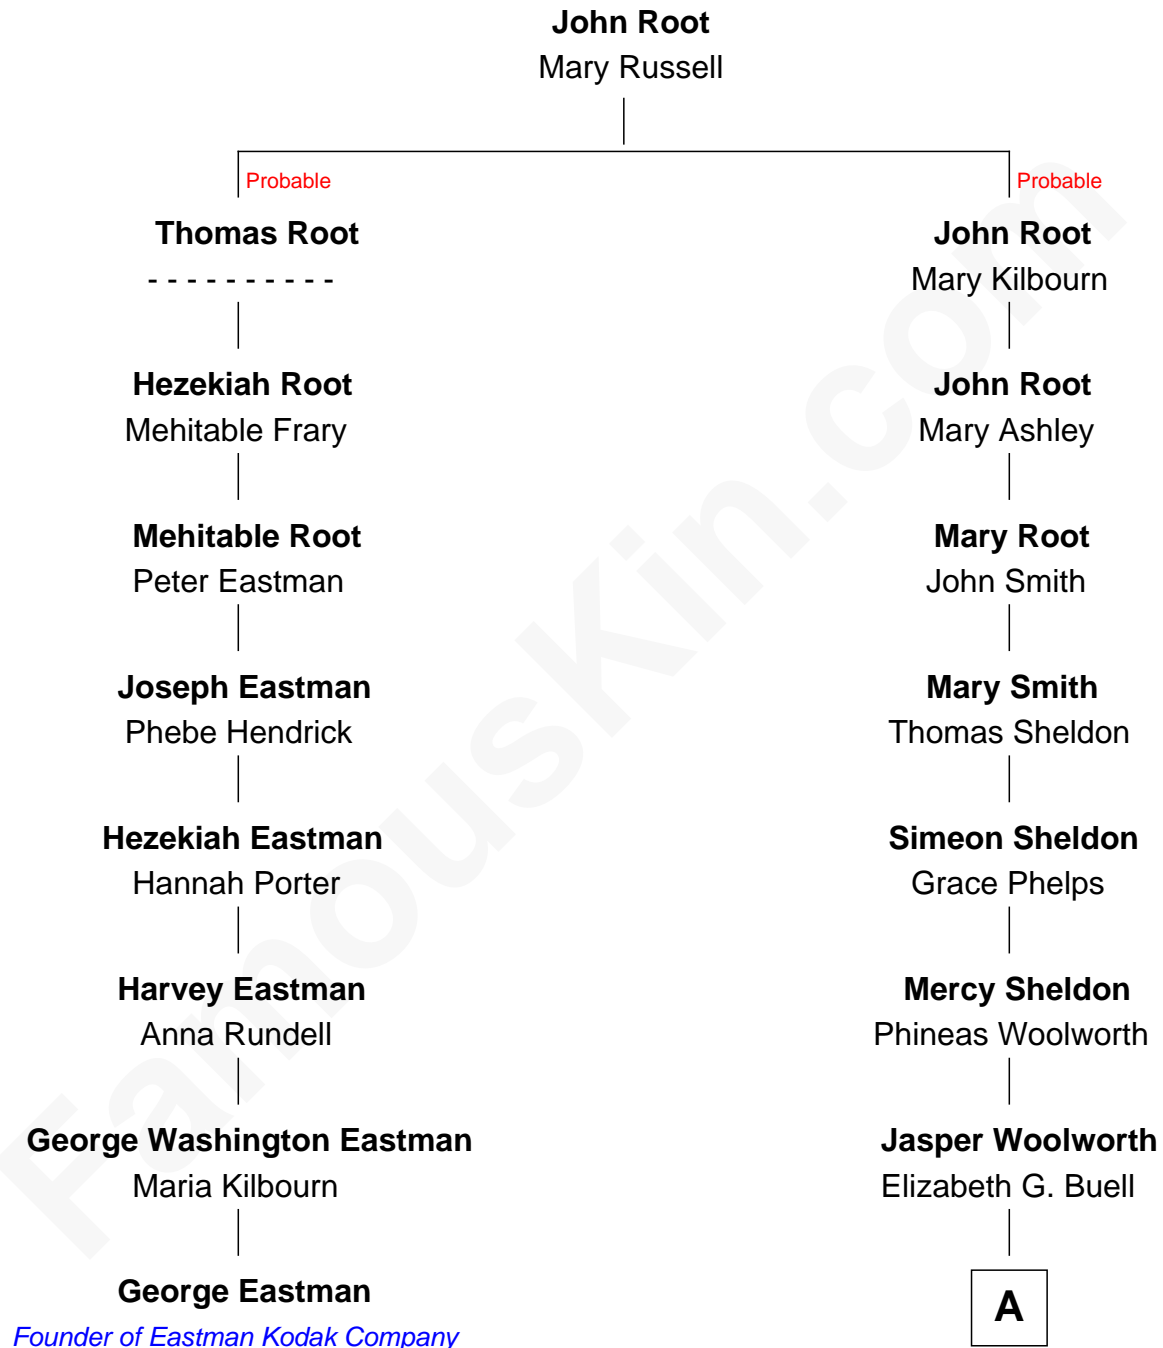 John Root
Mary Russell
Probable
Probable
Thomas Root
John Root
- - - - - - - - - -
Mary Kilbourn
Hezekiah Root
John Root
Mehitable Frary
Mary Ashley
Mehitable Root
Mary Root
Peter Eastman
John Smith
Joseph Eastman
Mary Smith
Phebe Hendrick
Thomas Sheldon
Hezekiah Eastman
Simeon Sheldon
Hannah Porter
Grace Phelps
Harvey Eastman
Mercy Sheldon
Anna Rundell
Phineas Woolworth
George Washington Eastman
Jasper Woolworth
Maria Kilbourn
Elizabeth G. Buell
George Eastman
A
Founder of Eastman Kodak Company
FamousKin.com